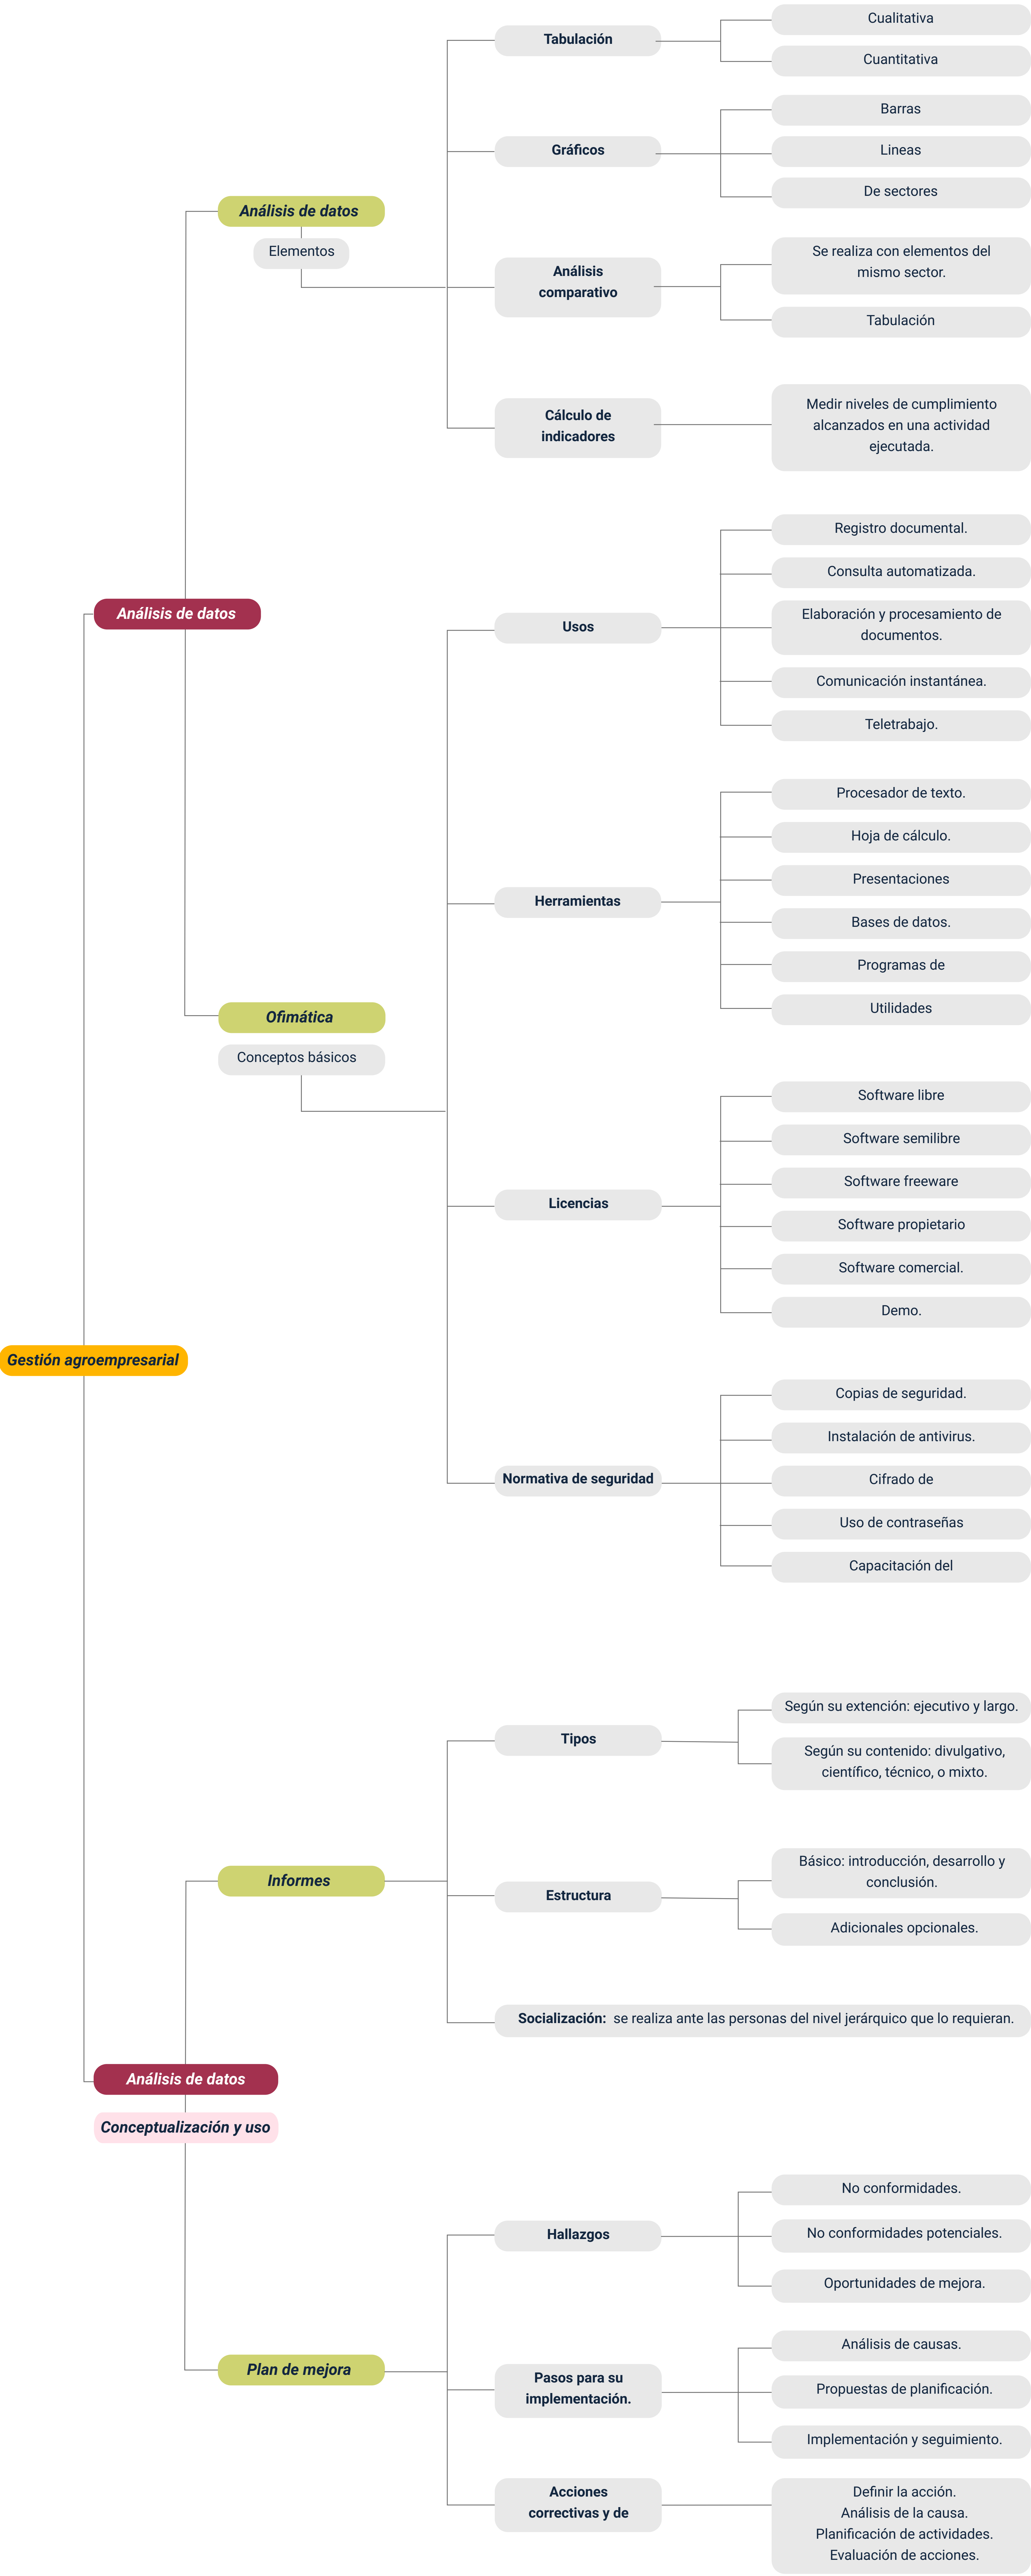 Gestión agroempresarial
Análisis de datos
Análisis de datos
Elementos
Tabulación
Cualitativa
Cuantitativa
Gráficos
Barras
Lineas
De sectores
Análisis
comparativo
Se realiza con elementos del
mismo sector.
Tabulación
Cálculo de
indicadores
Medir niveles de cumplimiento
alcanzados en una actividad
ejecutada.
Ofimática
Conceptos básicos
Usos
Registro documental.
Consulta automatizada.
Elaboración y procesamiento de
documentos.
Comunicación instantánea.
Teletrabajo.
Herramientas
Procesador de texto.
Hoja de cálculo.
Presentaciones
Bases de datos.
Programas de
Utilidades
Licencias
Software libre
Software semilibre
Software freeware
Software propietario
Software comercial.
Demo.
Normativa de seguridad
Copias de seguridad.
Instalación de antivirus.
Cifrado de
Uso de contraseñas
Capacitación del
Análisis de datos
Conceptualización y uso
Informes
Tipos
Según su extención: ejecutivo y largo.
Según su contenido: divulgativo,
científico, técnico, o mixto.
Estructura
Básico: introducción, desarrollo y
conclusión.
Adicionales opcionales.
Socialización: se realiza ante las personas del nivel jerárquico que lo requieran.
Plan de mejora
Hallazgos
No conformidades.
No conformidades potenciales.
Oportunidades de mejora.
Pasos para su
implementación.
Análisis de causas.
Propuestas de planificación.
Implementación y seguimiento.
Acciones
correctivas y de
Definir la acción.
Análisis de la causa.
Planificación de actividades.
Evaluación de acciones.